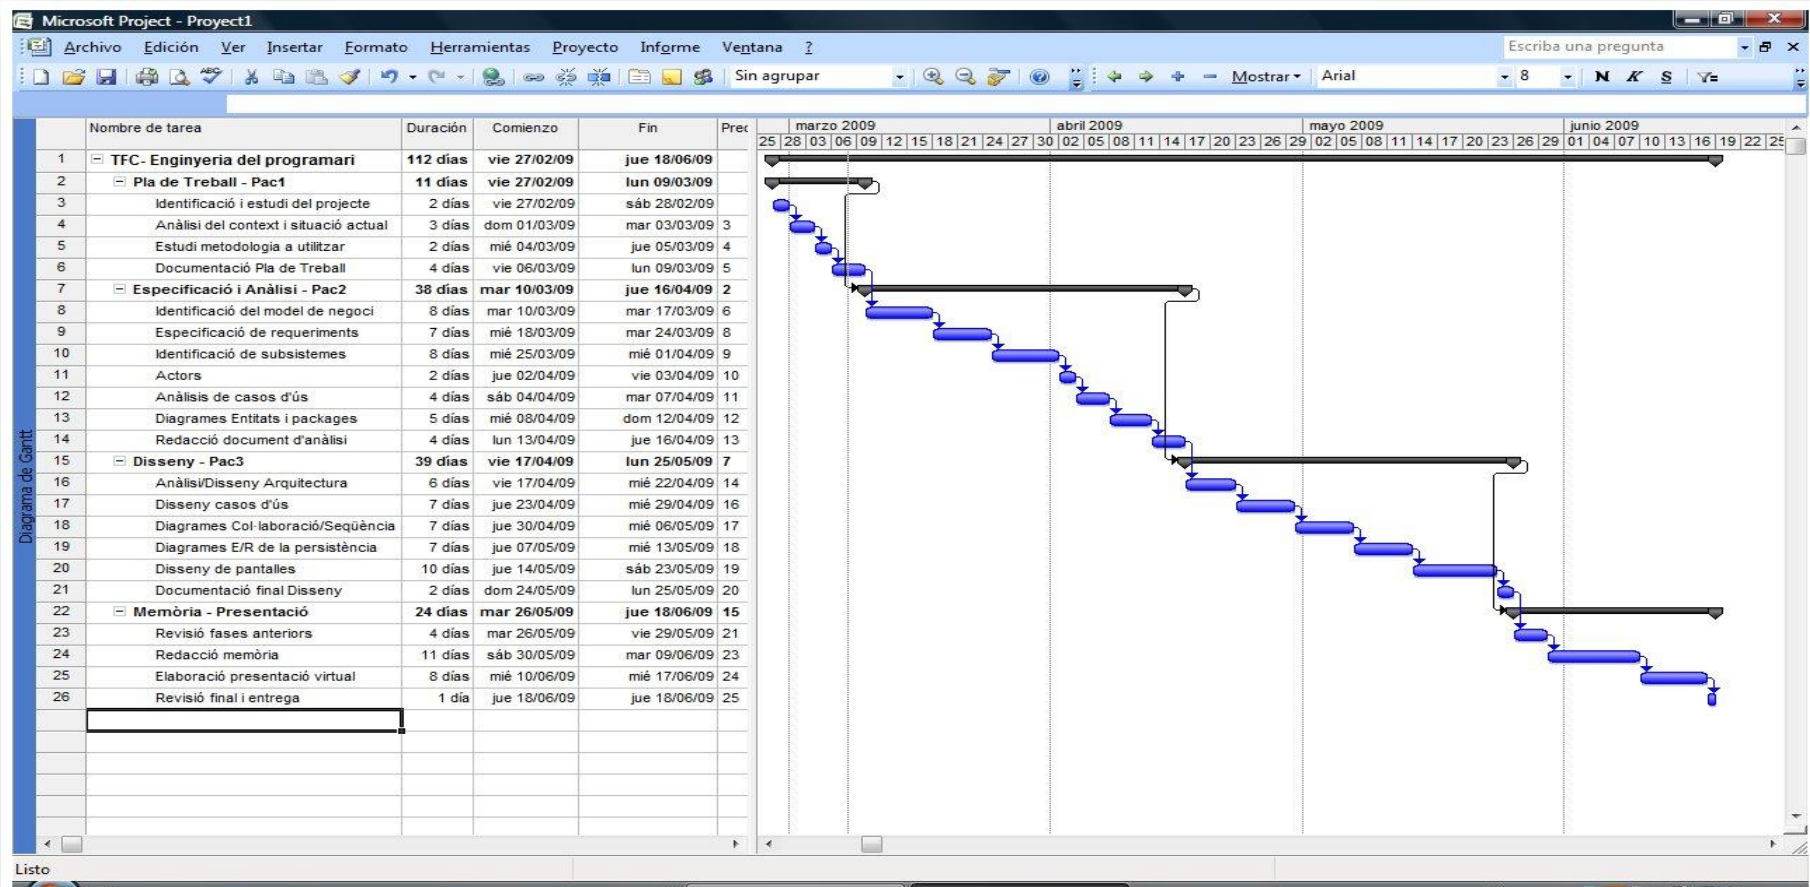 Microsoft Project - Proyect1
Archivo Edición Ver Insertar Formato Herramientas Proyecto Informe Ventana ? Escriba una pregunta
Sin agrupar Mostrar Arial 8 N K S
Nombre de tarea Duración Comienzo Fin Prec
marzo 2009 abril 2009 mayo 2009 junio 2009
25 28 03 06 09 12 15 18 21 24 27 30 02 05 08 11 14 17 20 23 26 29 02 05 08 11 14 17 20 23 26 29 01 04 07 10 13 16 19 22 25
1 TFC- Enginyeria del programari 112 días vie 27/02/09 jue 18/06/09
2 Pla de Treball - Pac1 11 días vie 27/02/09 lun 09/03/09
3 Identificació i estudi del projecte 2 días vie 27/02/09 sáb 28/02/09
4 Anàlisi del context i situació actual 3 días dom 01/03/09 mar 03/03/09 3
5 Estudi metodologia a utilitzar 2 días mié 04/03/09 jue 05/03/09 4
6 Documentació Pla de Treball 4 días vie 06/03/09 lun 09/03/09 5
7 Especificació i Anàlisi - Pac2 38 días mar 10/03/09 jue 16/04/09 2
8 Identificació del model de negoci 8 días mar 10/03/09 mar 17/03/09 6
9 Especificació de requeriments 7 días mié 18/03/09 mar 24/03/09 8
10 Identificació de subsistemes 8 días mié 25/03/09 mié 01/04/09 9
11 Actors 2 días jue 02/04/09 vie 03/04/09 10
12 Anàlisis de casos d'ús 4 días sáb 04/04/09 mar 07/04/09 11
13 Diagrames Entitats i packages 5 días mié 08/04/09 dom 12/04/09 12
14 Redacció document d'anàlisi 4 días lun 13/04/09 jue 16/04/09 13
15 Disseny - Pac3 39 días vie 17/04/09 lun 25/05/09 7
16 Anàlisi/Disseny Arquitectura 6 días vie 17/04/09 mié 22/04/09 14
17 Disseny casos d'ús 7 días jue 23/04/09 mié 29/04/09 16
18 Diagrames Col·laboració/Seqüència 7 días jue 30/04/09 mié 06/05/09 17
19 Diagrames E/R de la persistència 7 días jue 07/05/09 mié 13/05/09 18
20 Disseny de pantalles 10 días jue 14/05/09 sáb 23/05/09 19
21 Documentació final Disseny 2 días dom 24/05/09 lun 25/05/09 20
22 Memòria - Presentació 24 días mar 26/05/09 jue 18/06/09 15
23 Revisió fases anteriors 4 días mar 26/05/09 vie 29/05/09 21
24 Redacció memòria 11 días sáb 30/05/09 mar 09/06/09 23
25 Elaboració presentació virtual 8 días mié 10/06/09 mié 17/06/09 24
26 Revisió final i entrega 1 día jue 18/06/09 jue 18/06/09 25
Diagrama de Gantt
Listo